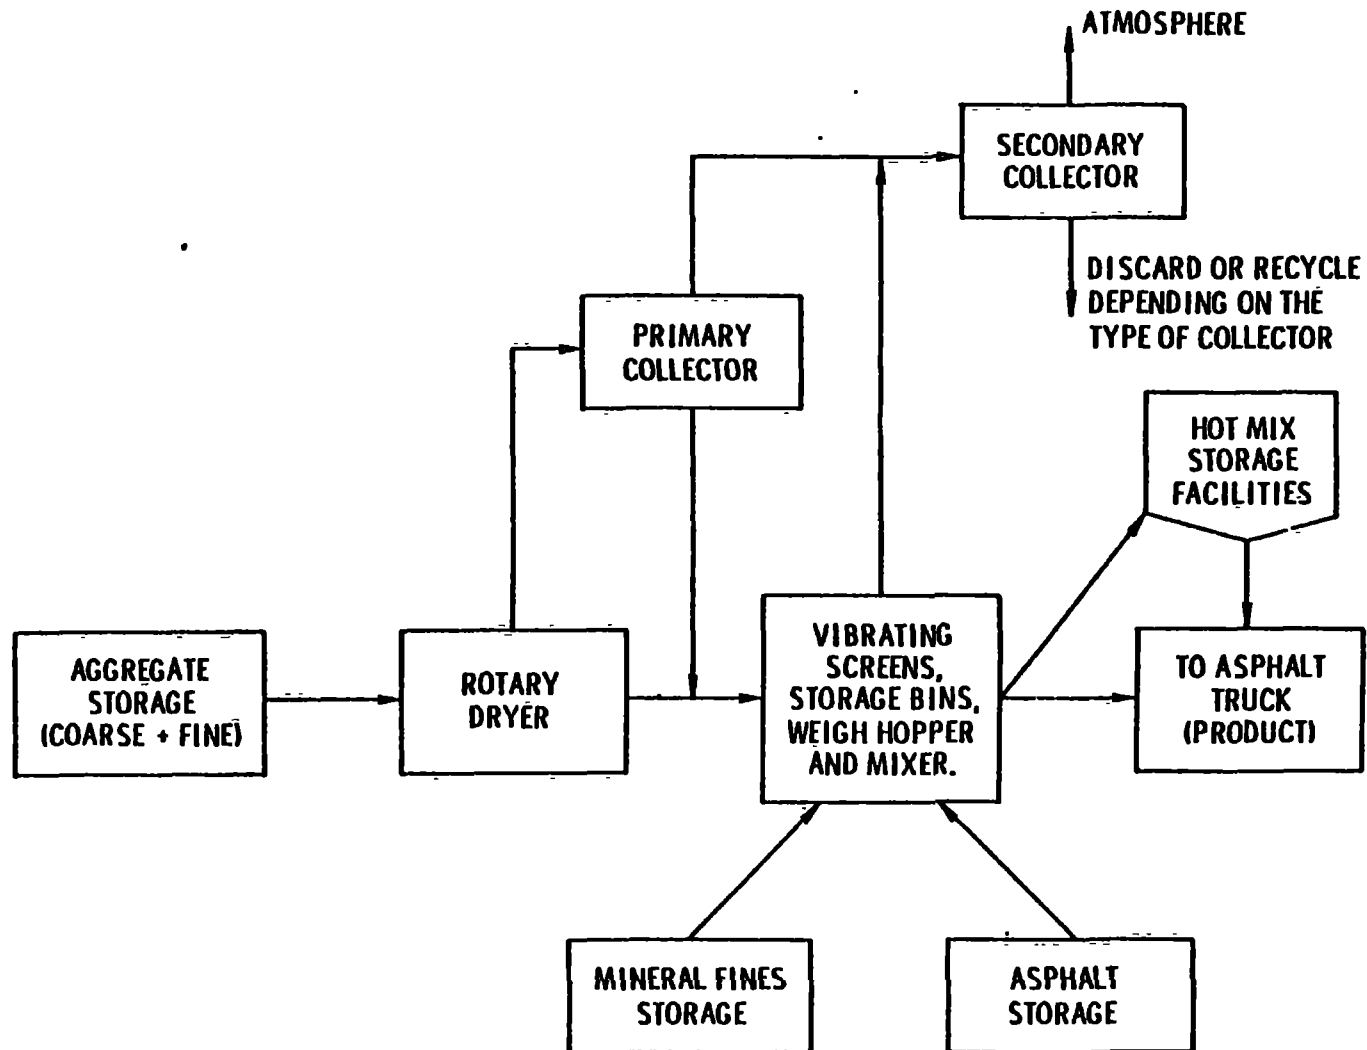 ATMOSPHERE
SECONDARY
COLLECTOR
DISCARD OR RECYCLE
DEPENDING ON THE
TYPE OF COLLECTOR
PRIMARY
COLLECTOR
HOT MIX
STORAGE
FACILITIES
AGGREGATE
STORAGE
(COARSE + FINE)
ROTARY
DRYER
VIBRATING
SCREENS,
STORAGE BINS,
WEIGH HOPPER
AND MIXER.
TO ASPHALT
TRUCK
(PRODUCT)
MINERAL FINES
STORAGE
ASPHALT
STORAGE